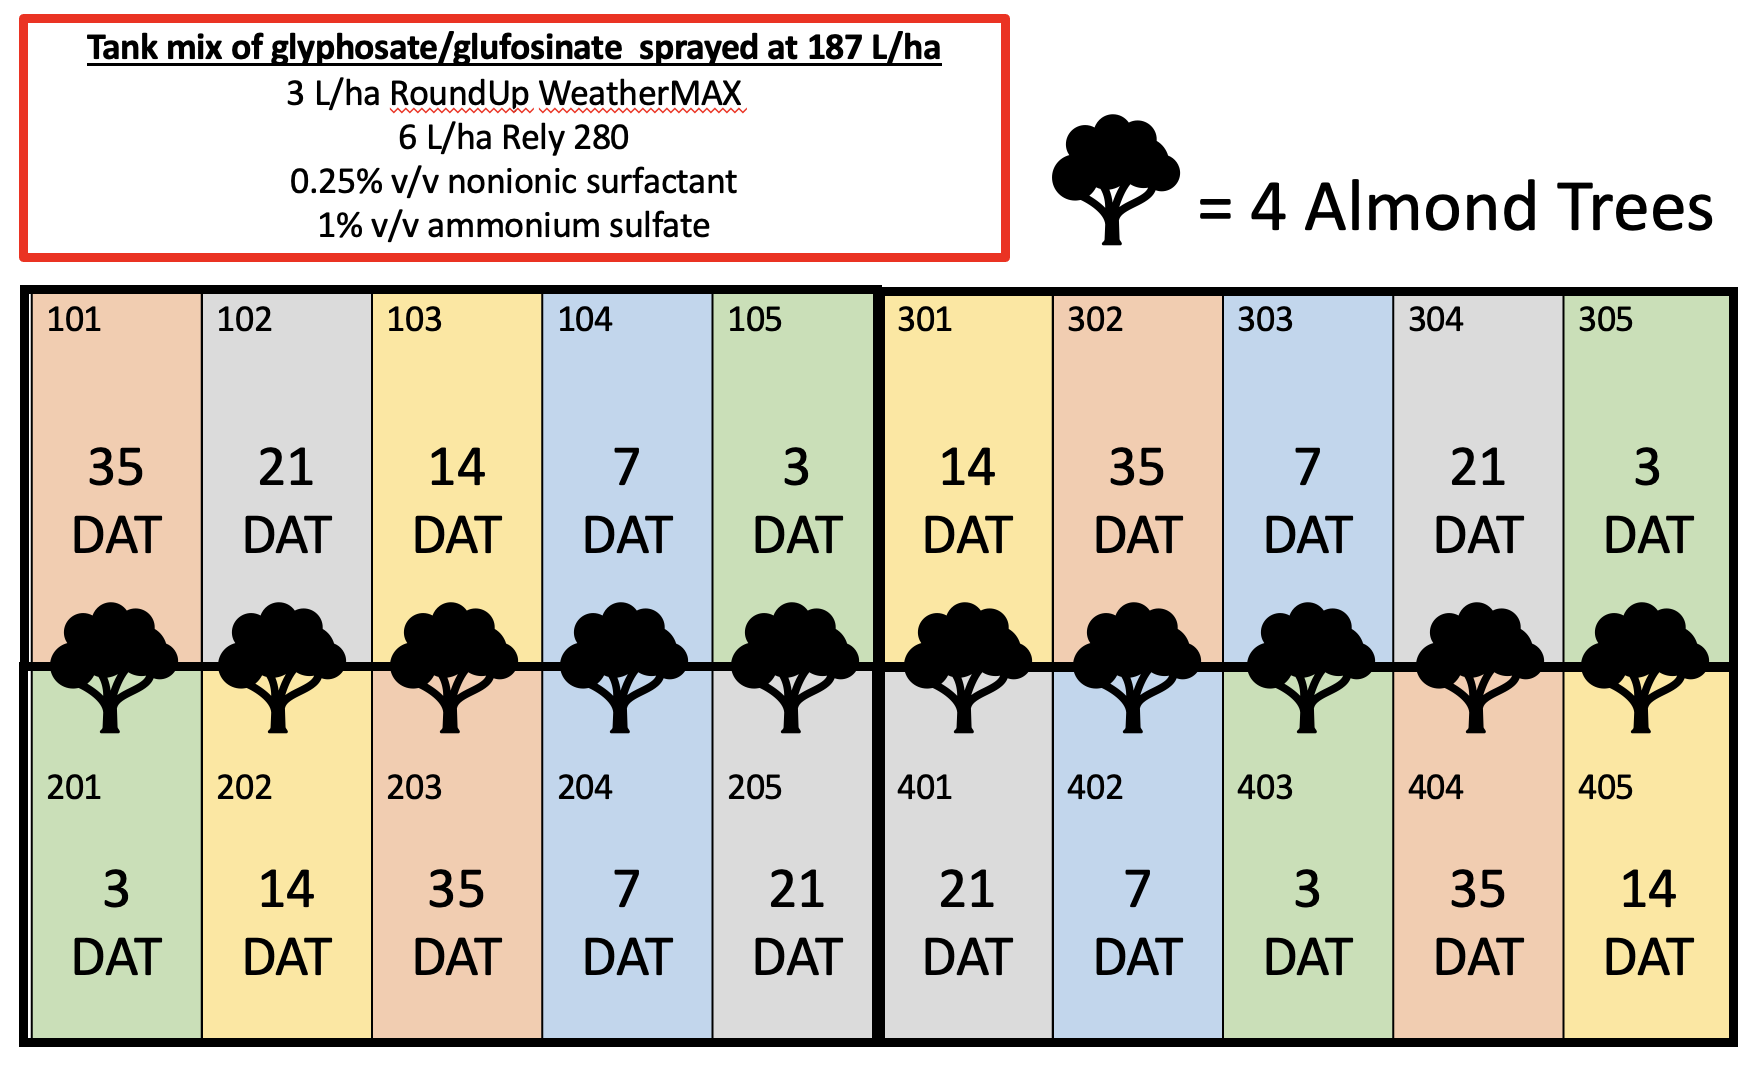 Tank mix of glyphosate/glufosinate sprayed at 187 L/ha
3 L/ha RoundUp WeatherMAX
6 L/ha Rely 280
0.25% v/v nonionic surfactant
1% v/v ammonium sulfate
= 4 Almond Trees
101 102 103 104 105 301 302 303 304 305
35 21 14 7 3 14 35 7 21 3
DAT DAT DAT DAT DAT DAT DAT DAT DAT DAT
201 202 203 204 205 401 402 403 404 405
3 14 35 7 21 21 7 3 35 14
DAT DAT DAT DAT DAT DAT DAT DAT DAT DAT